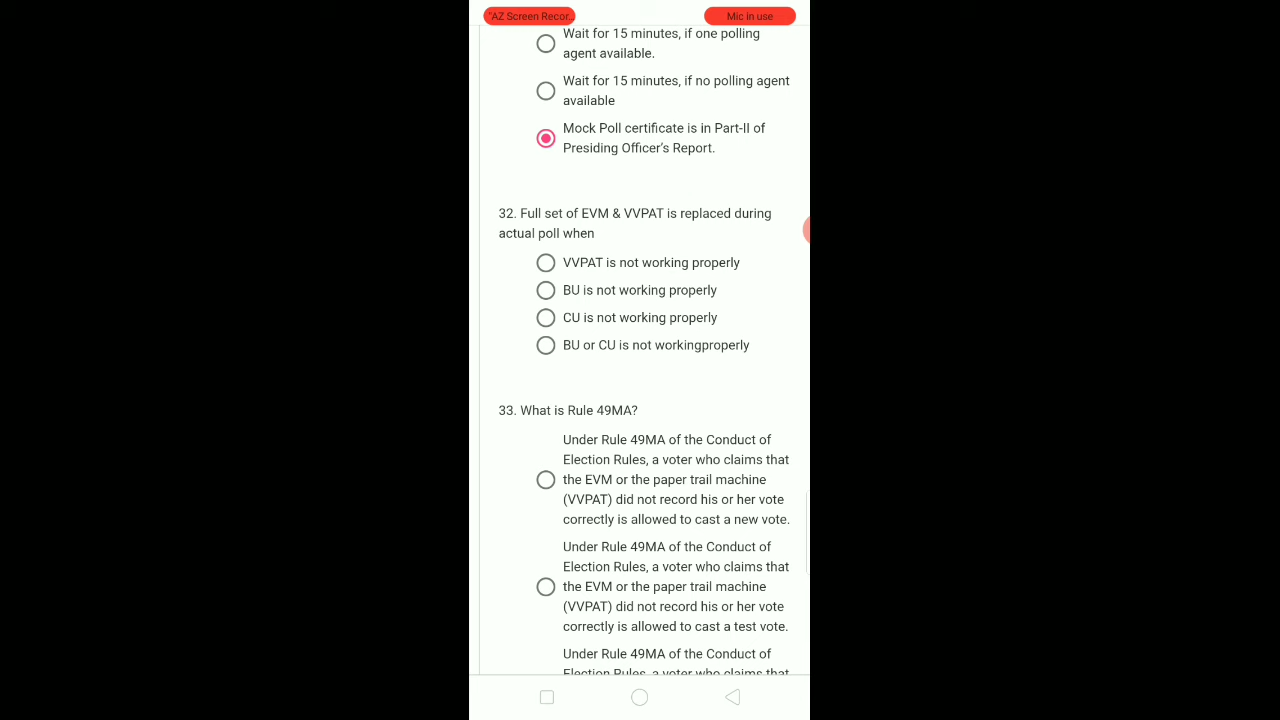 "AZ Screen Recor...
Mic in use
Wait for 15 minutes, if one polling
agent available.
Wait for 15 minutes, if no polling agent
available
Mock Poll certificate is in Part-II of
Presiding Officer's Report.
32. Full set of EVM & VVPAT is replaced during
actual poll when
VVPAT is not working properly
BU is not working properly
CU is not working properly
BU or CU is not workingproperly
33. What is Rule 49MA?
Under Rule 49MA of the Conduct of
Election Rules, a voter who claims that
the EVM or the paper trail machine
(VVPAT) did not record his or her vote
correctly is allowed to cast a new vote.
Under Rule 49MA of the Conduct of
Election Rules, a voter who claims that
the EVM or the paper trail machine
(VVPAT) did not record his or her vote
correctly is allowed to cast a test vote.
Under Rule 49MA of the Conduct of
Election Rules, a voter who claims that